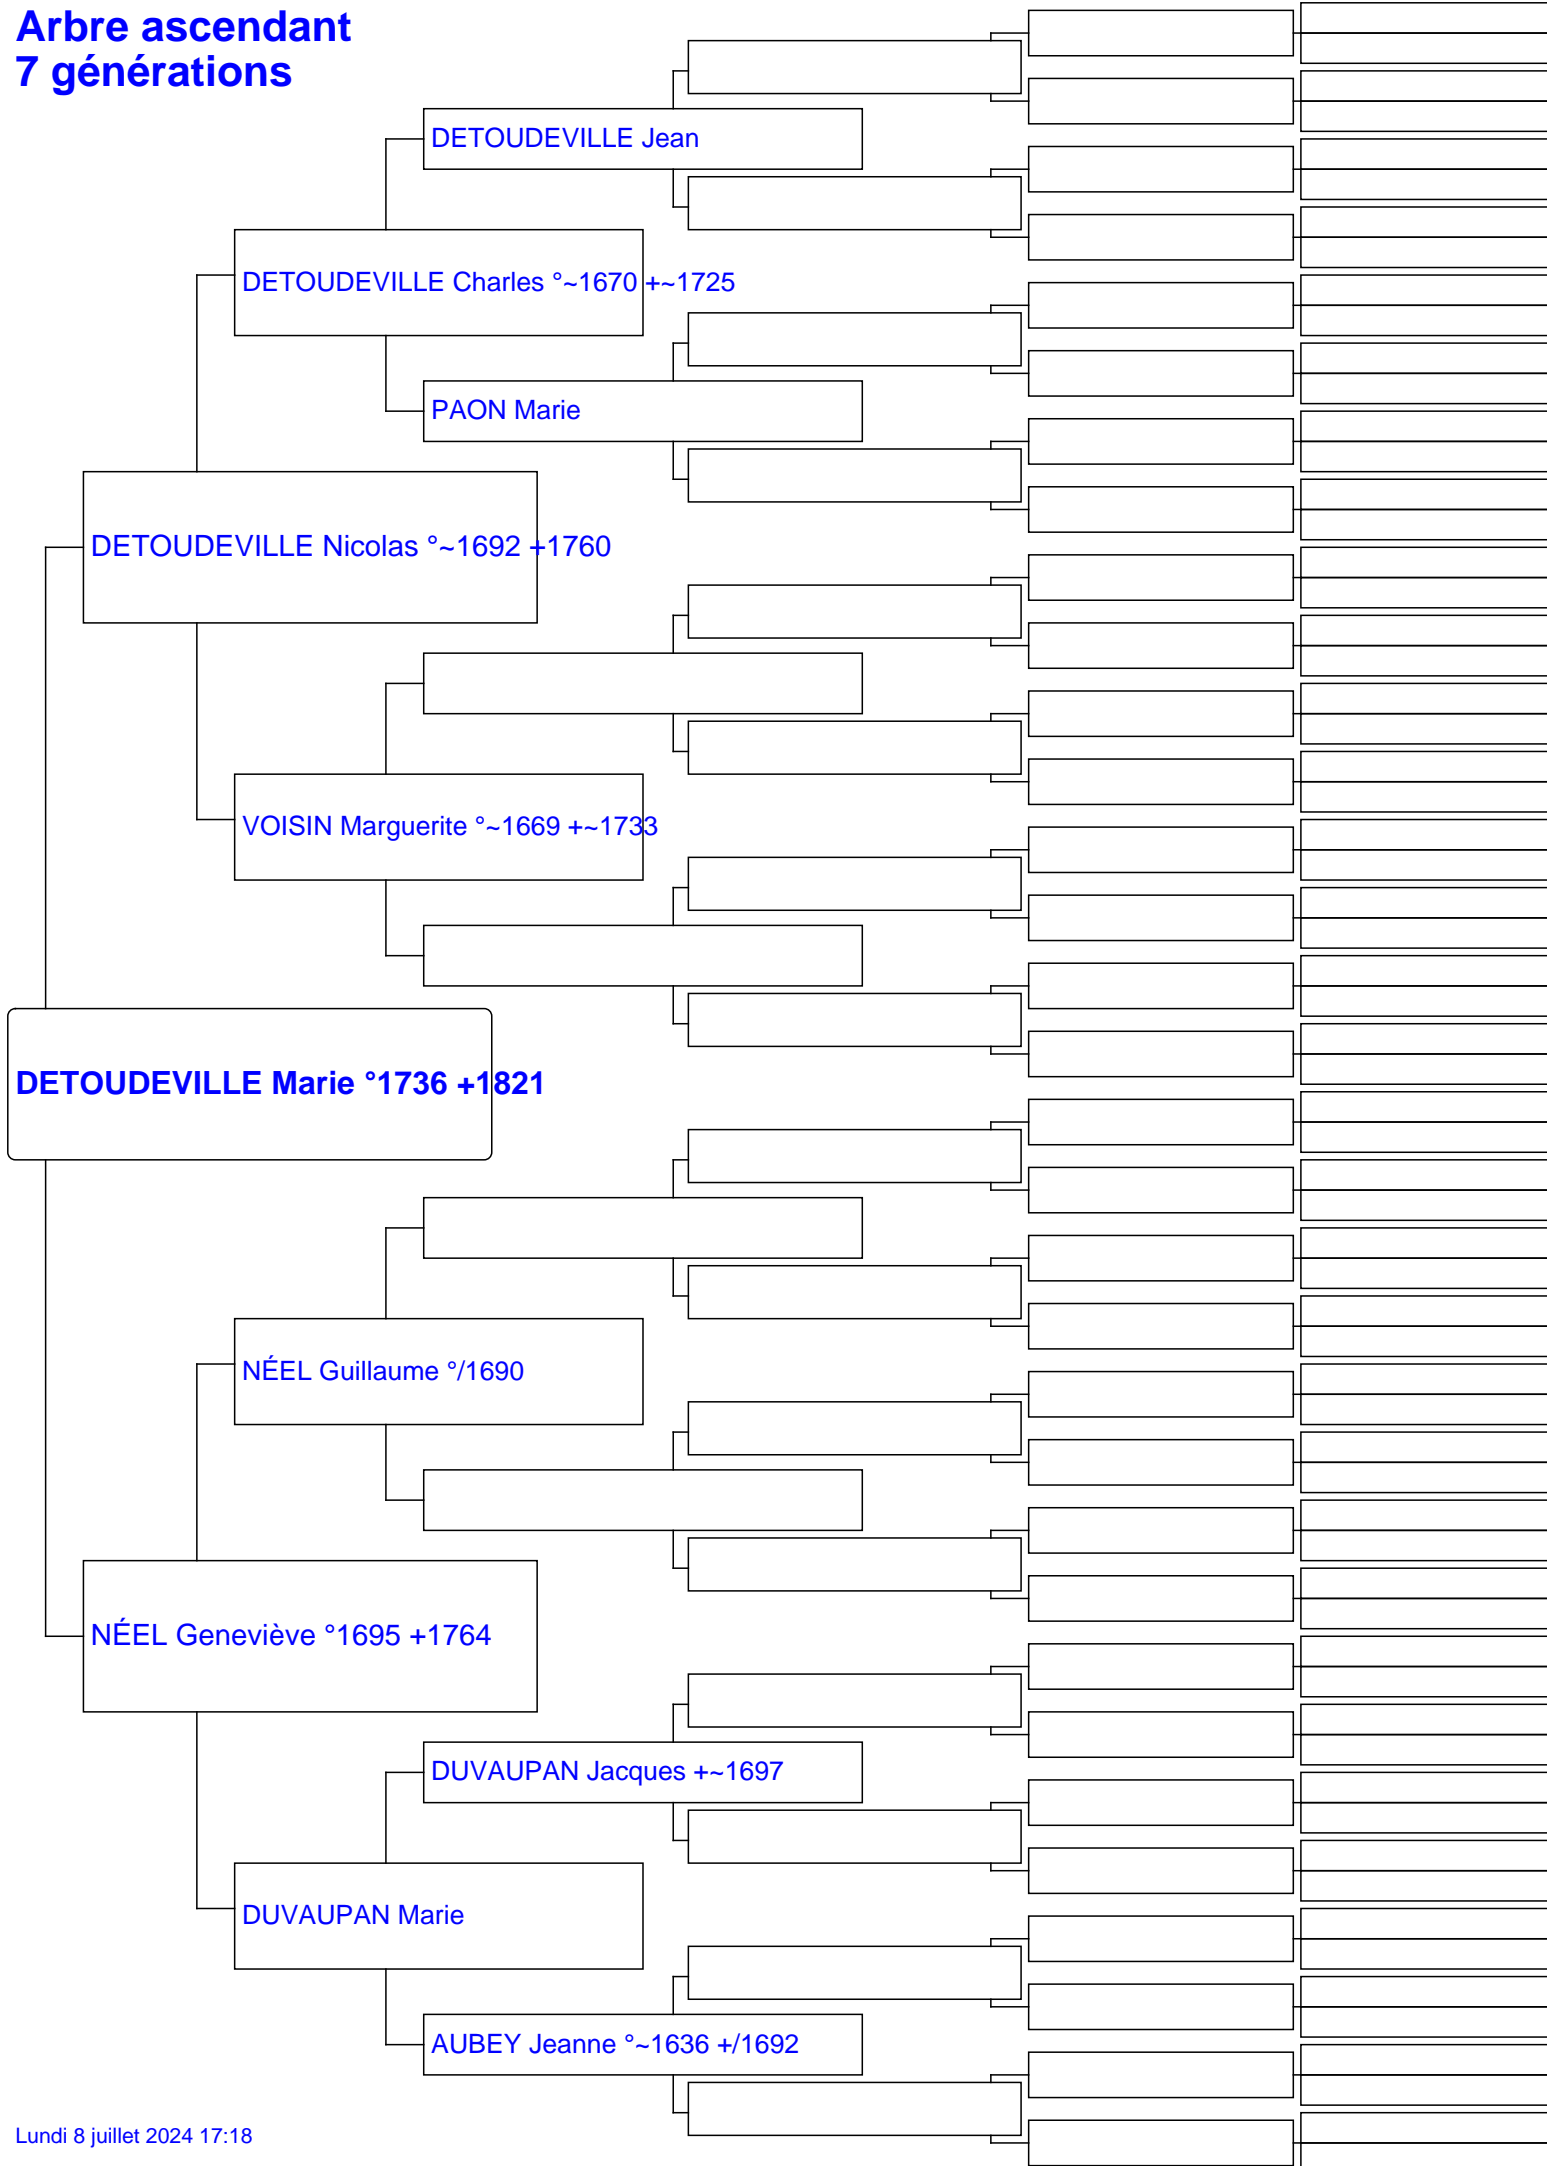 Arbre ascendant
7 générations
DETOUDEVILLE Jean
DETOUDEVILLE Charles °~1670 +~1725
PAON Marie
DETOUDEVILLE Nicolas °~1692 +1760
VOISIN Marguerite °~1669 +~1733
DETOUDEVILLE Marie °1736 +1821
NÉEL Guillaume °/1690
NÉEL Geneviève °1695 +1764
DUVAUPAN Jacques +~1697
DUVAUPAN Marie
AUBEY Jeanne °~1636 +/1692
Lundi 8 juillet 2024 17:18